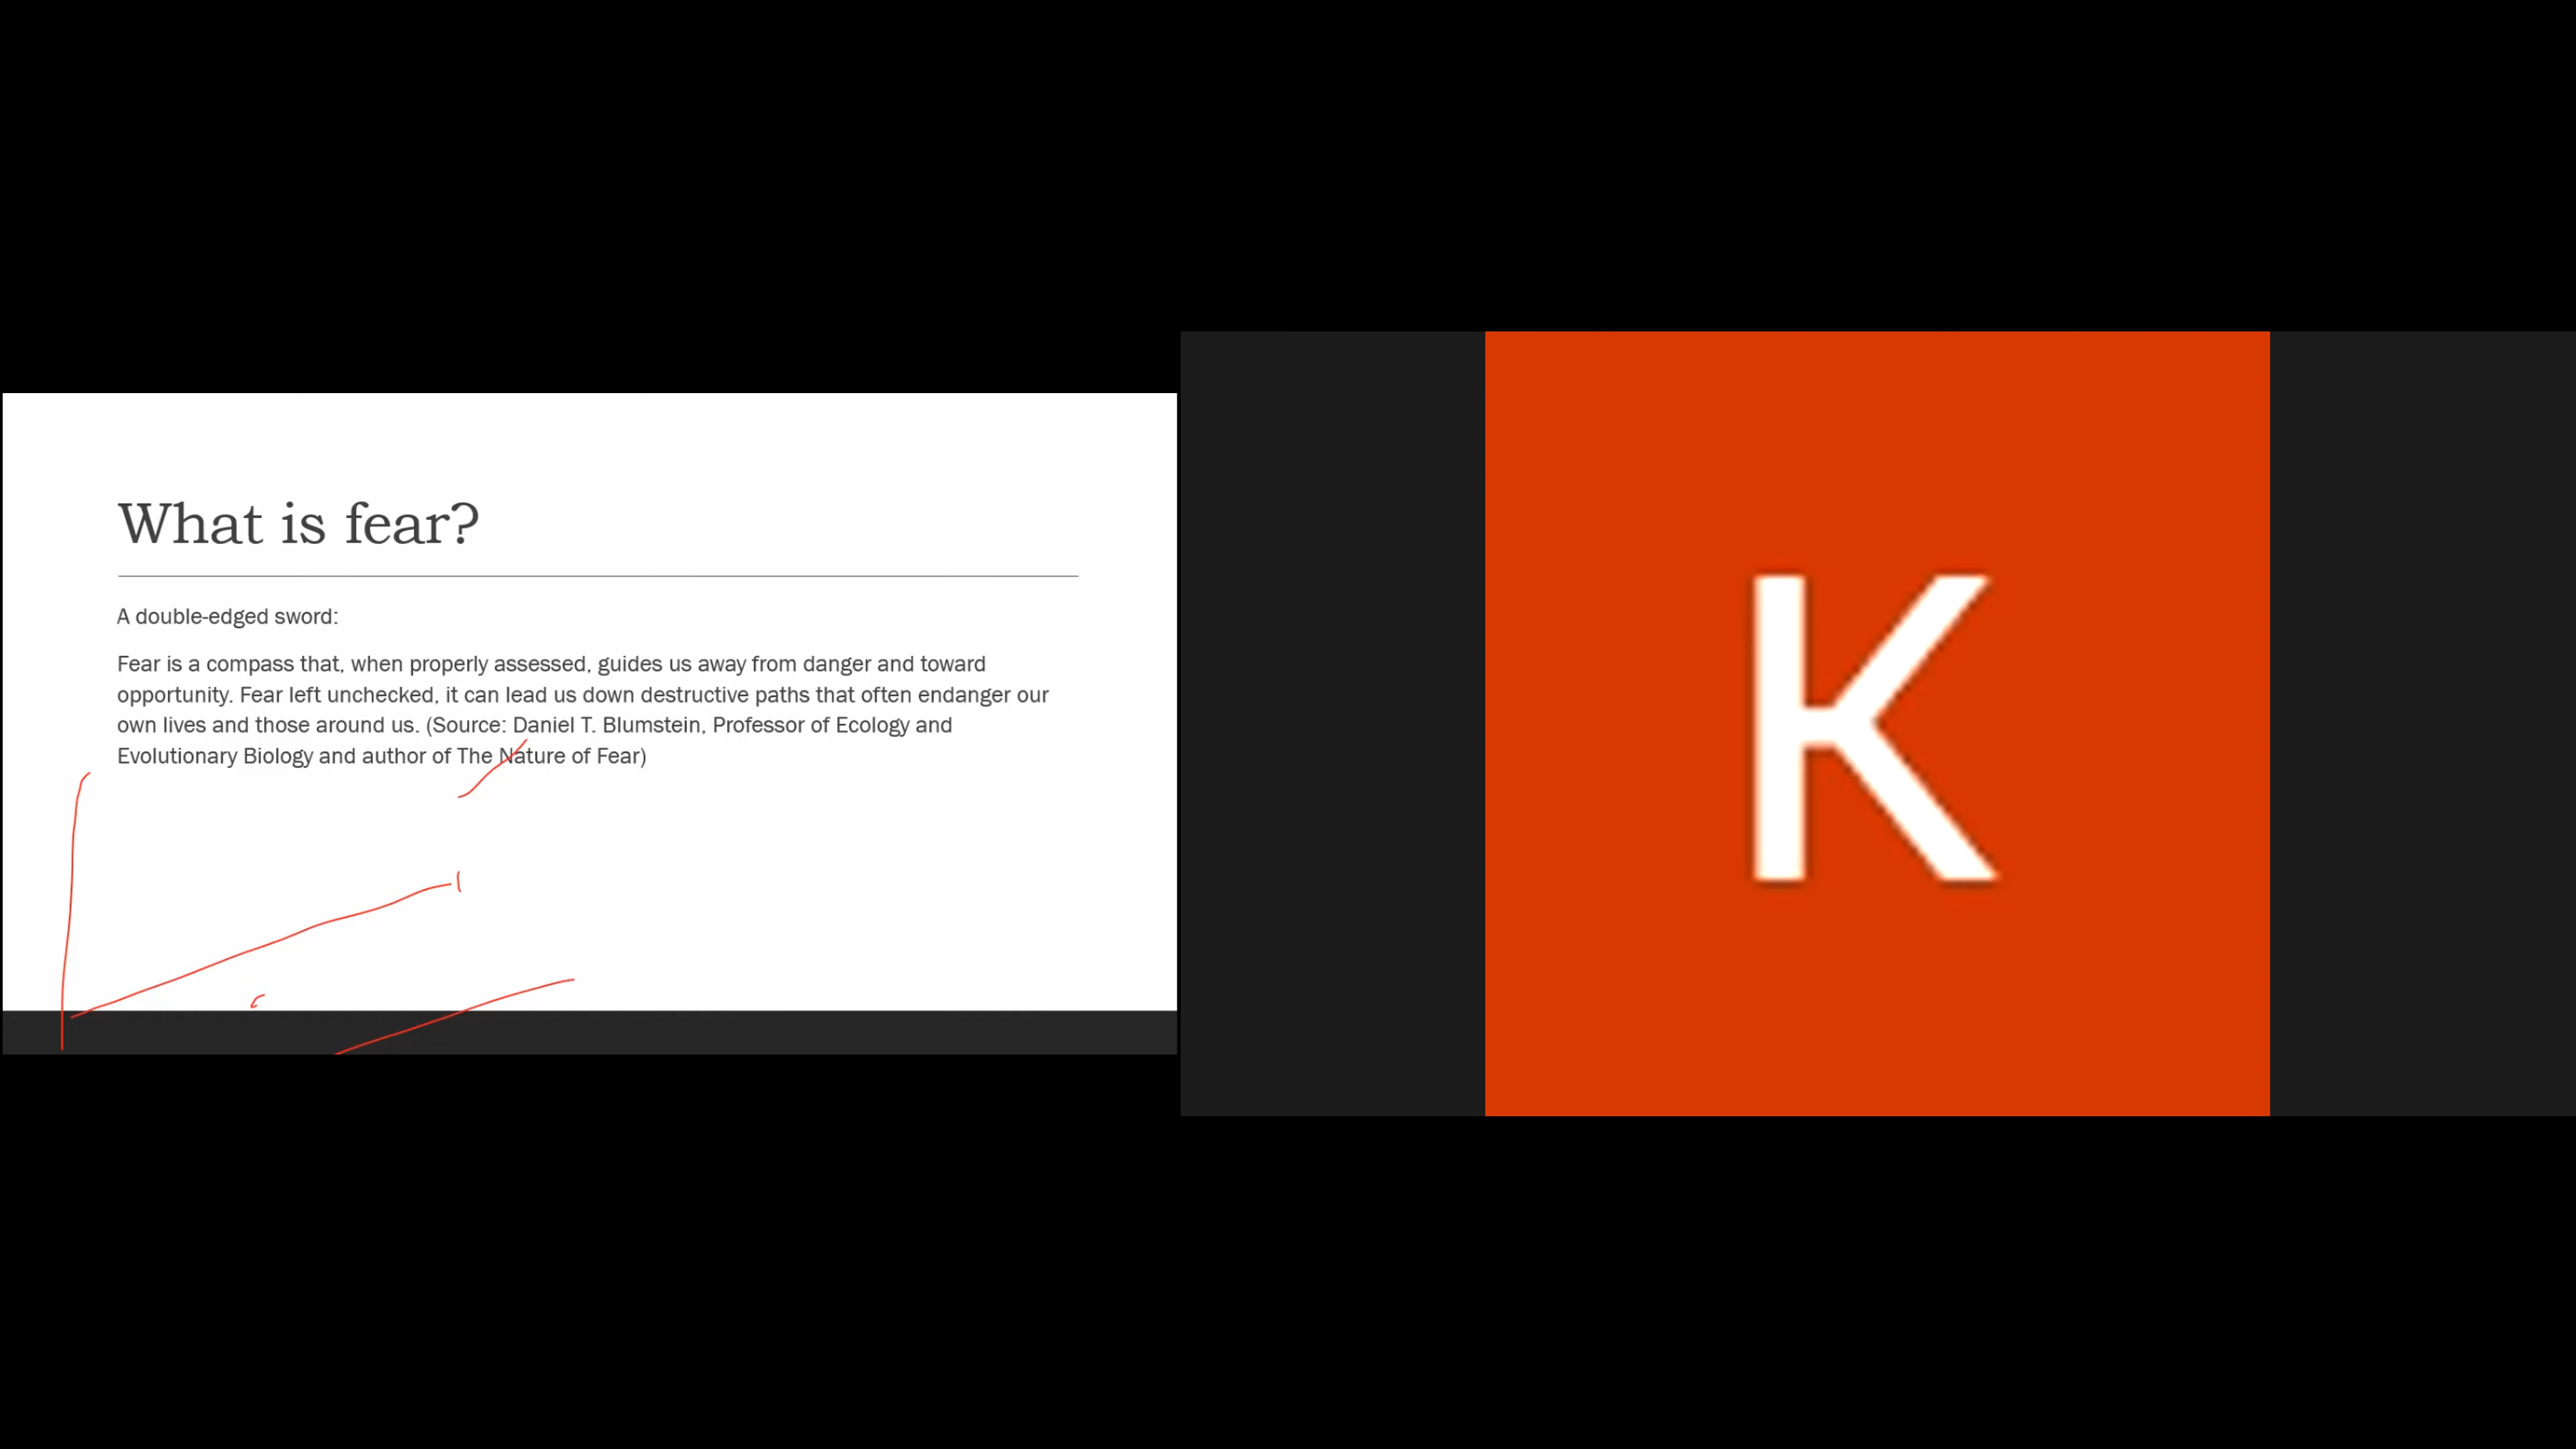 What is fear?
A double-edged sword:
Fear is a compass that, when properly assessed, guides us away from danger and toward
opportunity. Fear left unchecked, it can lead us down destructive paths that often endanger our
own lives and those around us. (Source: Daniel T. Blumstein, Professor of Ecology and
Evolutionary Biology and author of The Nature of Fear)
K